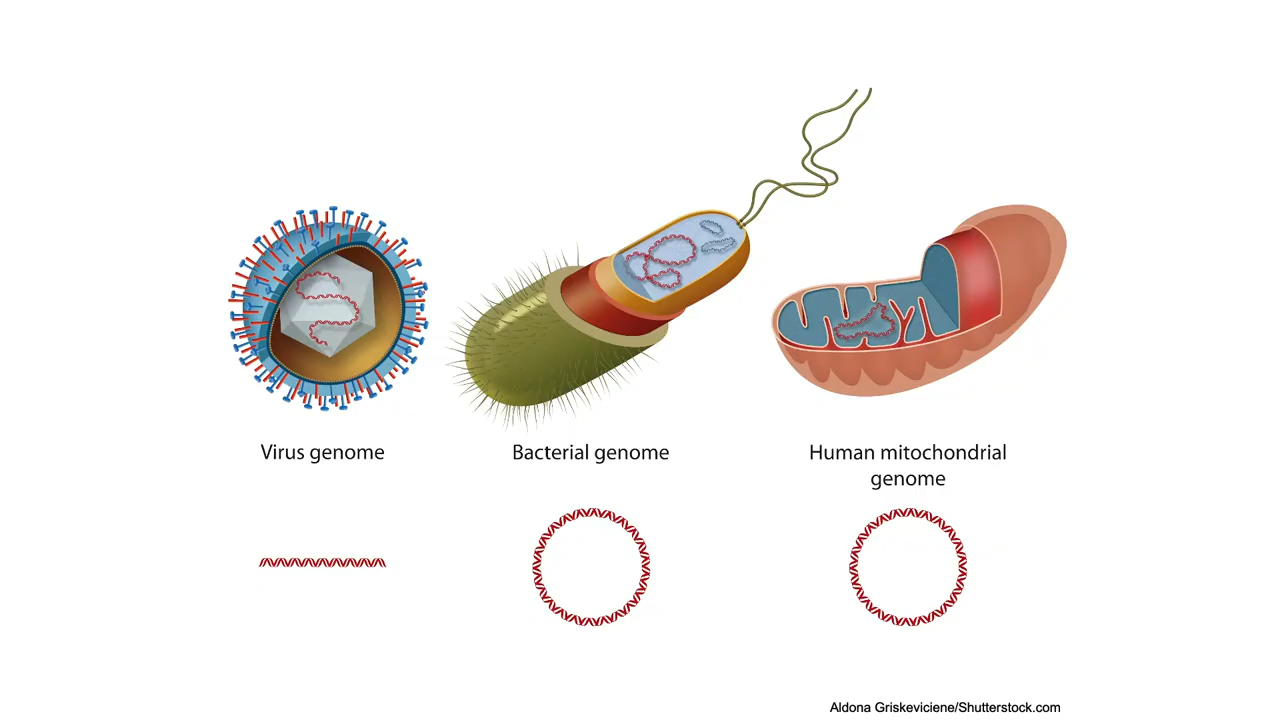 Virus genome
Bacterial genome
Human mitochondrial
genome
Aldona Griskeviciene/Shutterstock.com